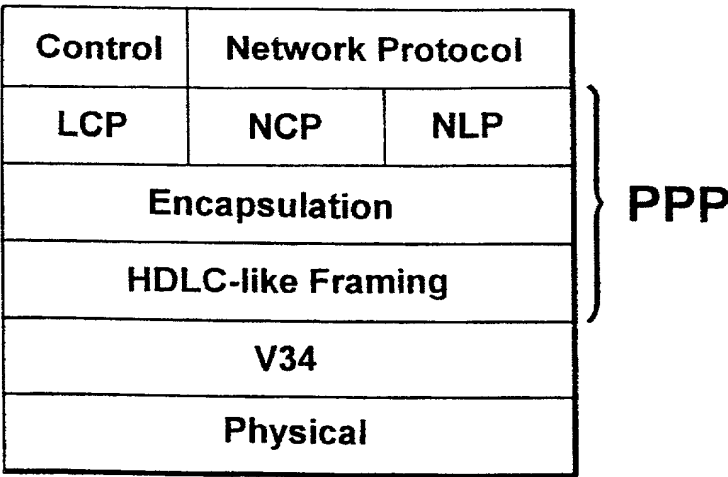 Control Network Protocol
LCP NCP NLP
Encapsulation
PPP
HDLC-like Framing
V34
Physical